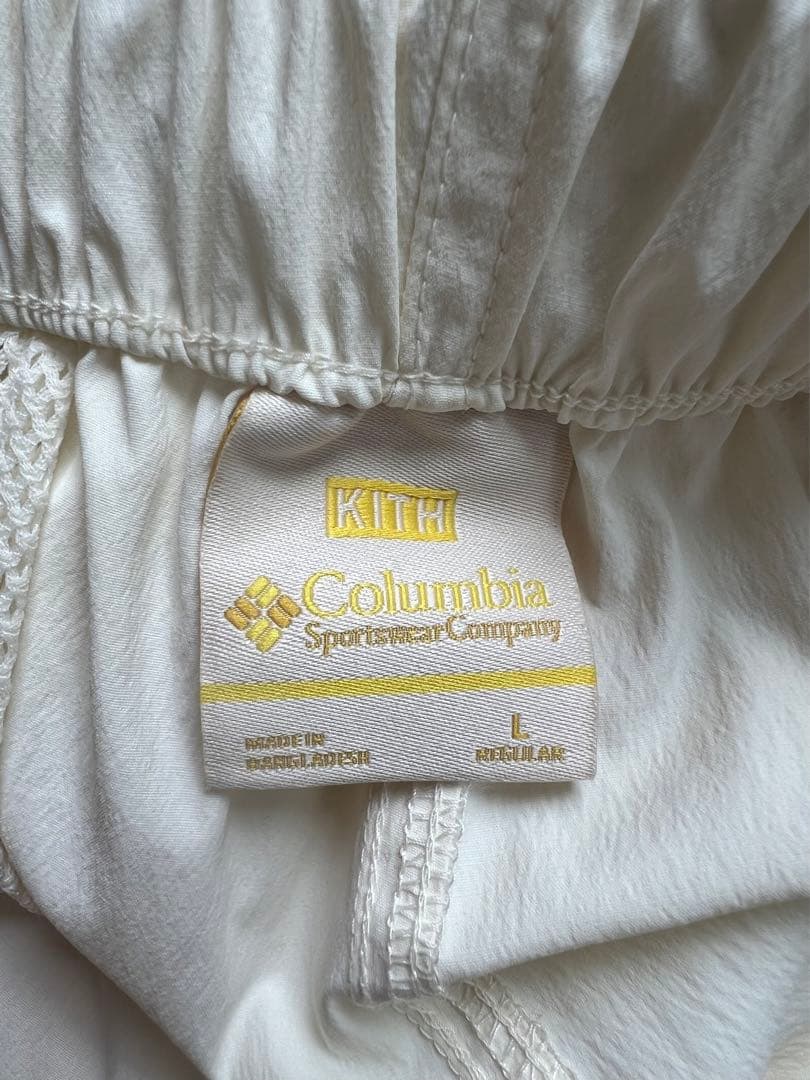 KITH
Columbia
Sportswear Company
MADE IN
BANGLADESH
L
REGULAR